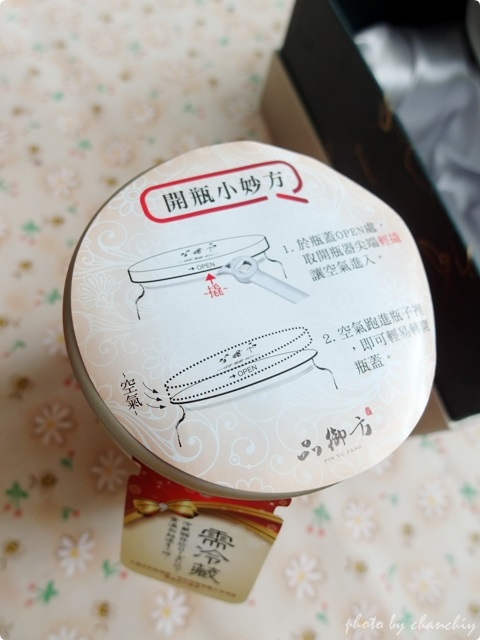 開瓶小妙方
1. 於瓶蓋OPEN處，
取開瓶器尖端輕撬
讓空氣進入。
→OPEN
撬
2. 空氣跑進瓶子裡
，即可輕易轉開
瓶蓋。
→OPEN
空氣
品御方
PIN YU FANG
需冷藏
photo by chanchiy